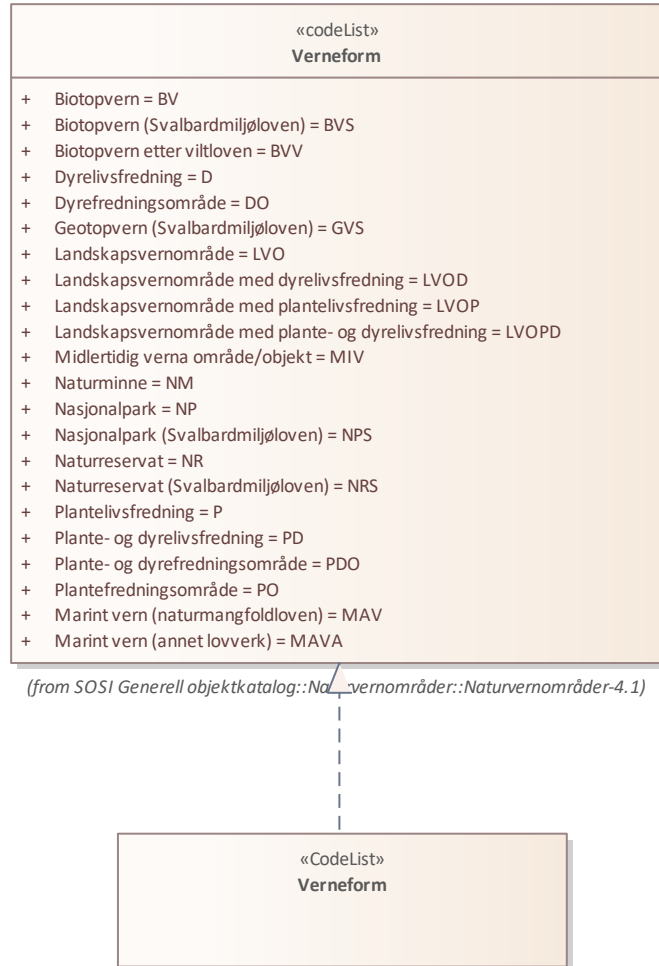 «codeList»
Verneform
+ Biotopvern = BV
+ Biotopvern (Svalbardmiljøloven) = BVS
+ Biotopvern etter viltloven = BVV
+ Dyrelivsfredning = D
+ Dyrefredningsområde = DO
+ Geotopvern (Svalbardmiljøloven) = GVS
+ Landskapsvernområde = LVO
+ Landskapsvernområde med dyrelivsfredning = LVOD
+ Landskapsvernområde med plantelivsfredning = LVOP
+ Landskapsvernområde med plante- og dyrelivsfredning = LVOPD
+ Midlertidig verna område/objekt = MIV
+ Naturminne = NM
+ Nasjonalpark = NP
+ Nasjonalpark (Svalbardmiljøloven) = NPS
+ Naturreservat = NR
+ Naturreservat (Svalbardmiljøloven) = NRS
+ Plantelivsfredning = P
+ Plante- og dyrelivsfredning = PD
+ Plante- og dyrefredningsområde = PDO
+ Plantefredningsområde = PO
+ Marint vern (naturmangfoldloven) = MAV
+ Marint vern (annet lovverk) = MAVA
(from SOSI Generell objektkatalog::Naturvernområder::Naturvernområder-4.1)
«CodeList»
Verneform